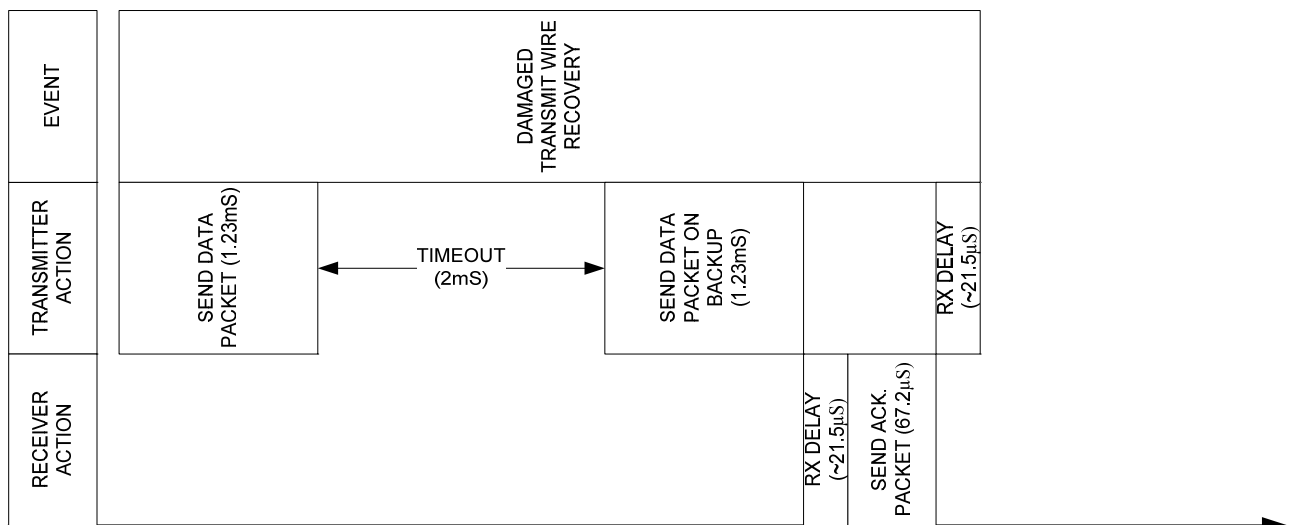 EVENT
DAMAGED
TRANSMIT WIRE
RECOVERY
TRANSMITTER
ACTION
SEND DATA
PACKET (1.23mS)
TIMEOUT
(2mS)
SEND DATA
PACKET ON
BACKUP
(1.23mS)
RX DELAY
(~21.5µS)
RECEIVER
ACTION
RX DELAY
(~21.5µS)
SEND ACK.
PACKET (67.2µS)